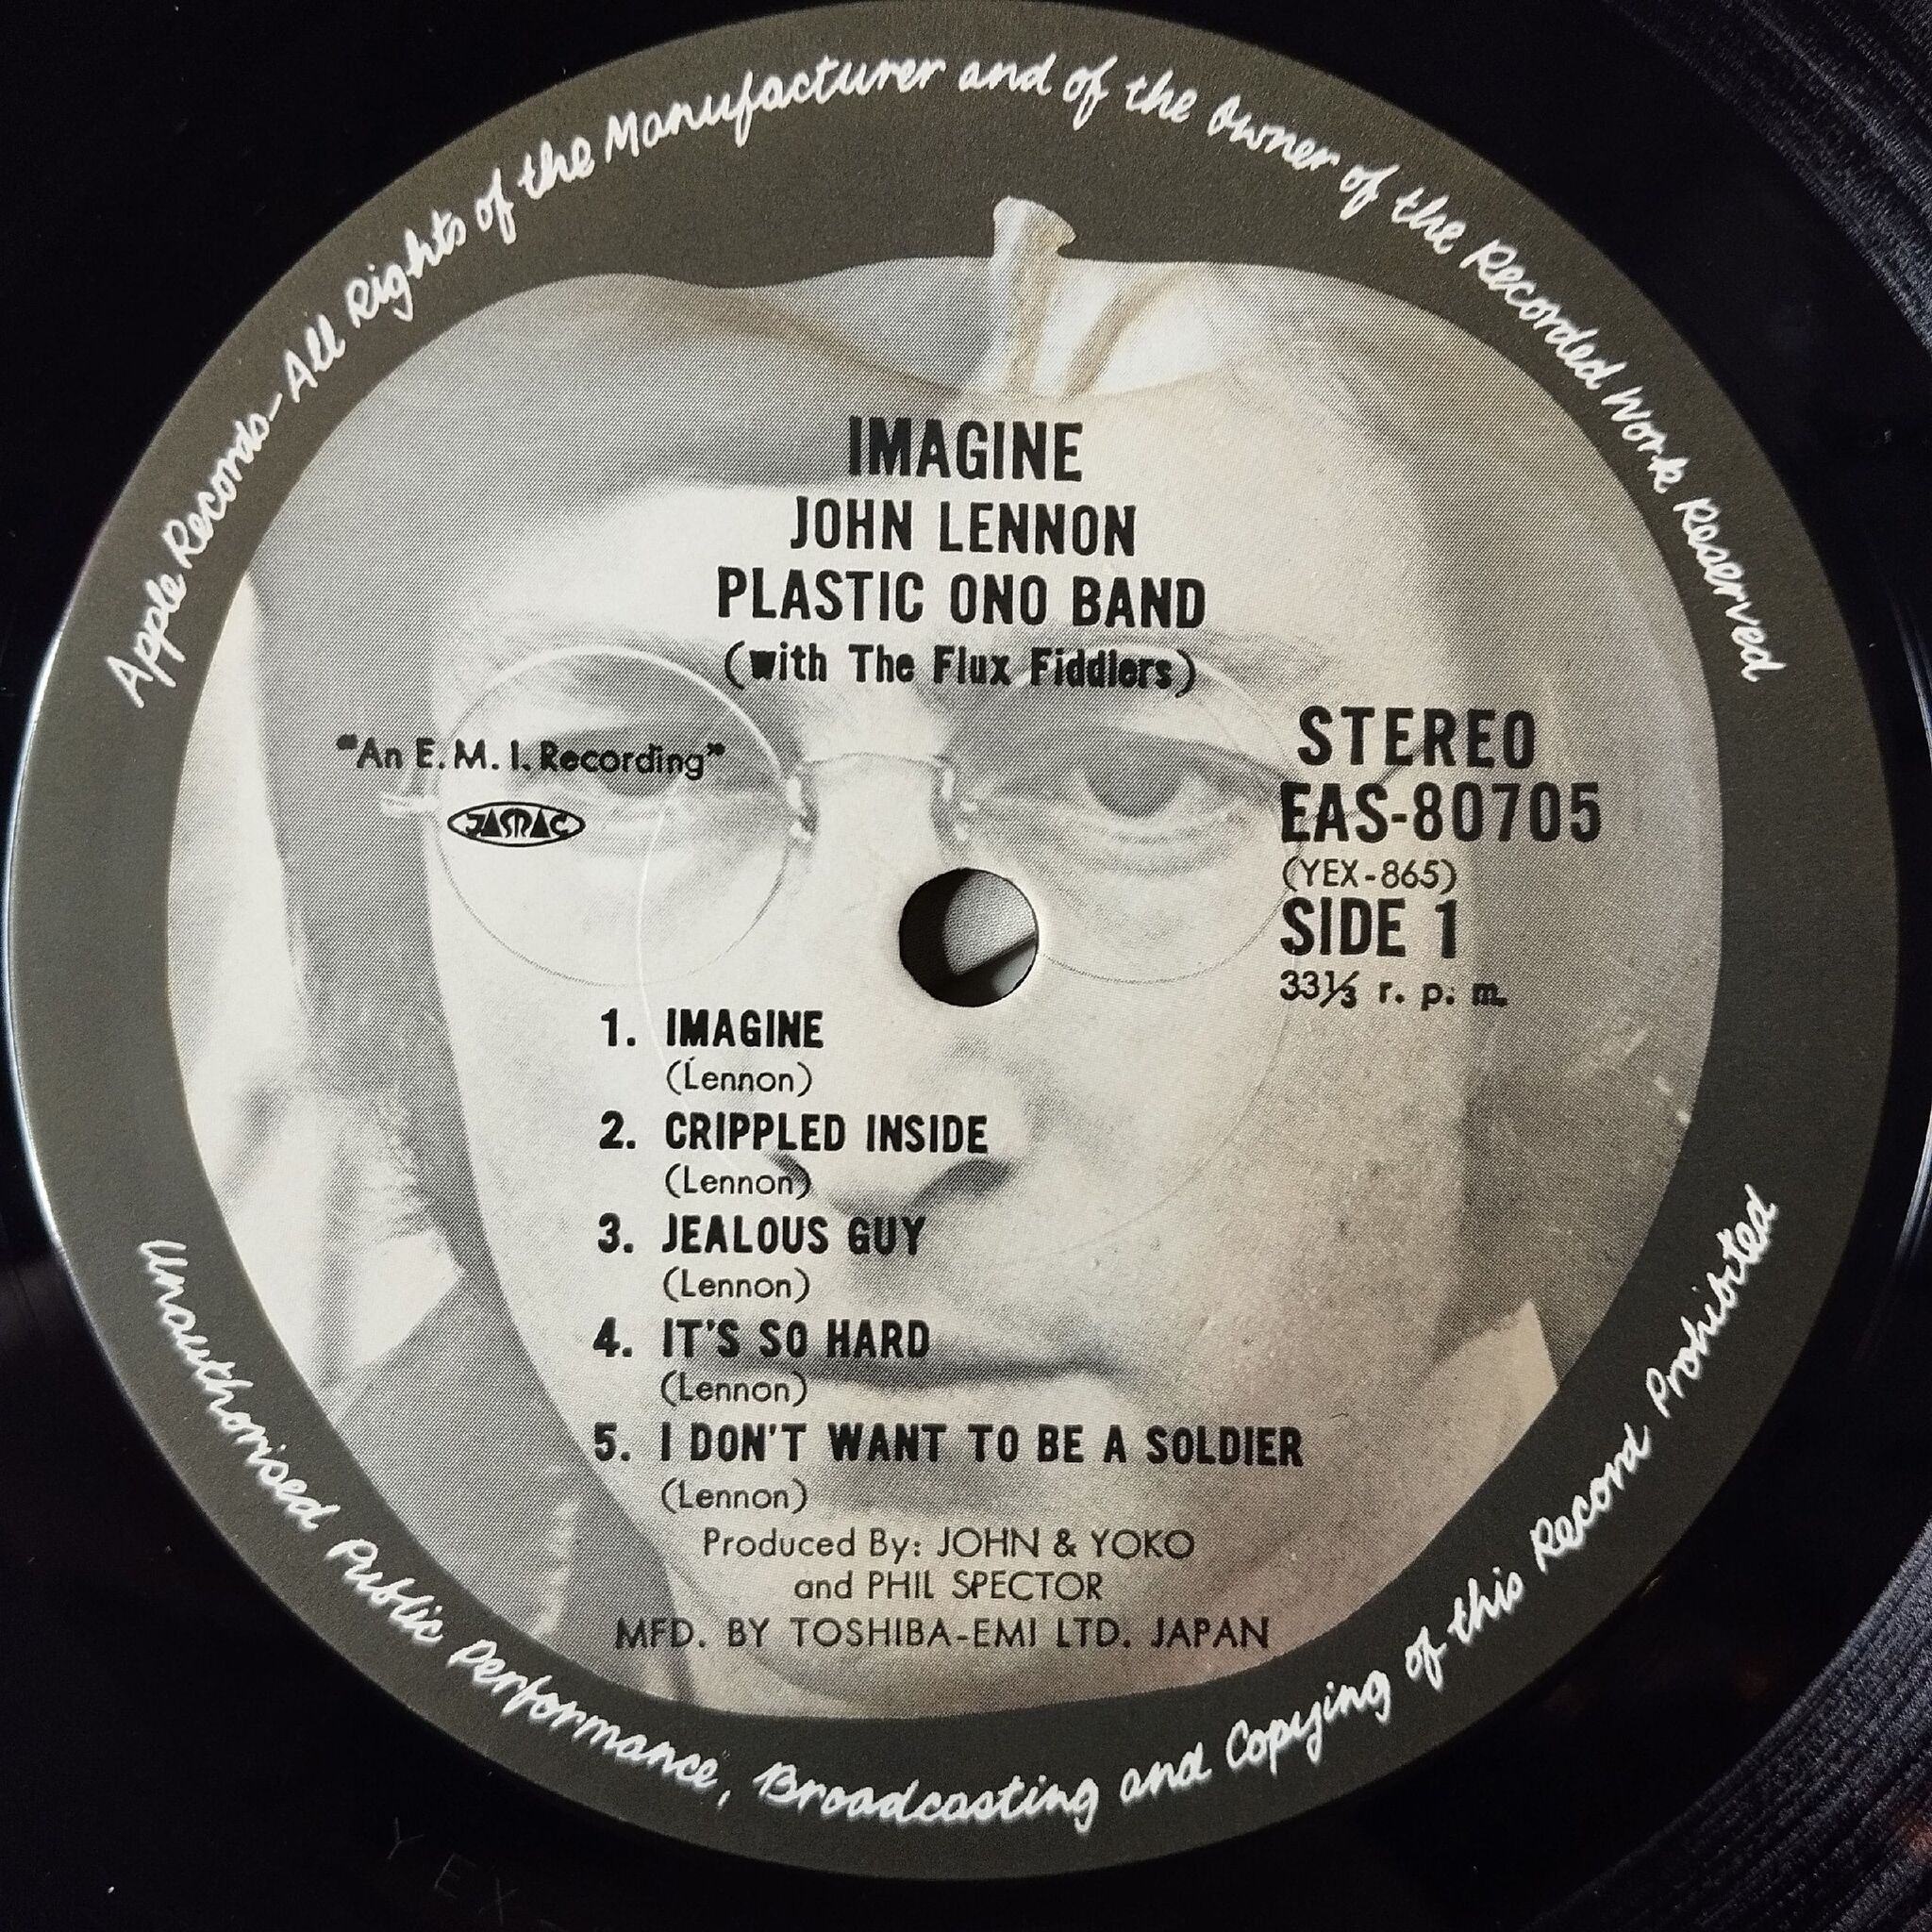 Apple Records - All Rights of the Manufacturer and of the Owner of the Recorded Work Reserved
IMAGINE
JOHN LENNON
PLASTIC ONO BAND
(with The Flux Fiddlers)
"An E. M. I. Recording"
JASRAC
STEREO
EAS-80705
(YEX-865)
SIDE 1
33⅓ r. p. m.
1. IMAGINE
(Lennon)
2. CRIPPLED INSIDE
(Lennon)
3. JEALOUS GUY
(Lennon)
4. IT'S SO HARD
(Lennon)
5. I DON'T WANT TO BE A SOLDIER
(Lennon)
Produced By: JOHN & YOKO
and PHIL SPECTOR
MFD. BY TOSHIBA-EMI LTD. JAPAN
Unauthorised Public Performance, Broadcasting and Copying of this Record Prohibited
YEX